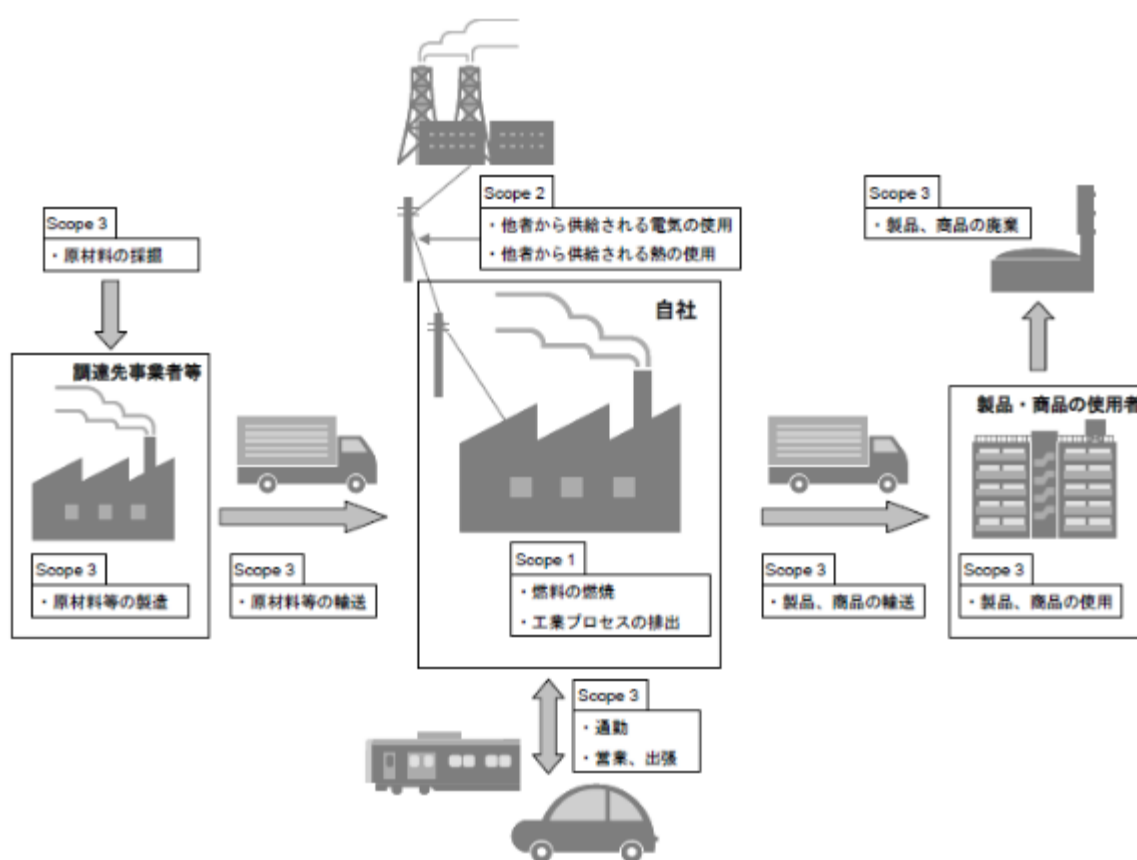 Scope 2
・他者から供給される電気の使用
・他者から供給される熱の使用
Scope 3
・原材料の採掘
Scope 3
・製品、商品の廃棄
自社
調達先事業者等
製品・商品の使用者
Scope 3
・原材料等の製造
Scope 3
・原材料等の輸送
Scope 1
・燃料の燃焼
・工業プロセスの排出
Scope 3
・製品、商品の輸送
Scope 3
・製品、商品の使用
Scope 3
・通勤
・営業、出張